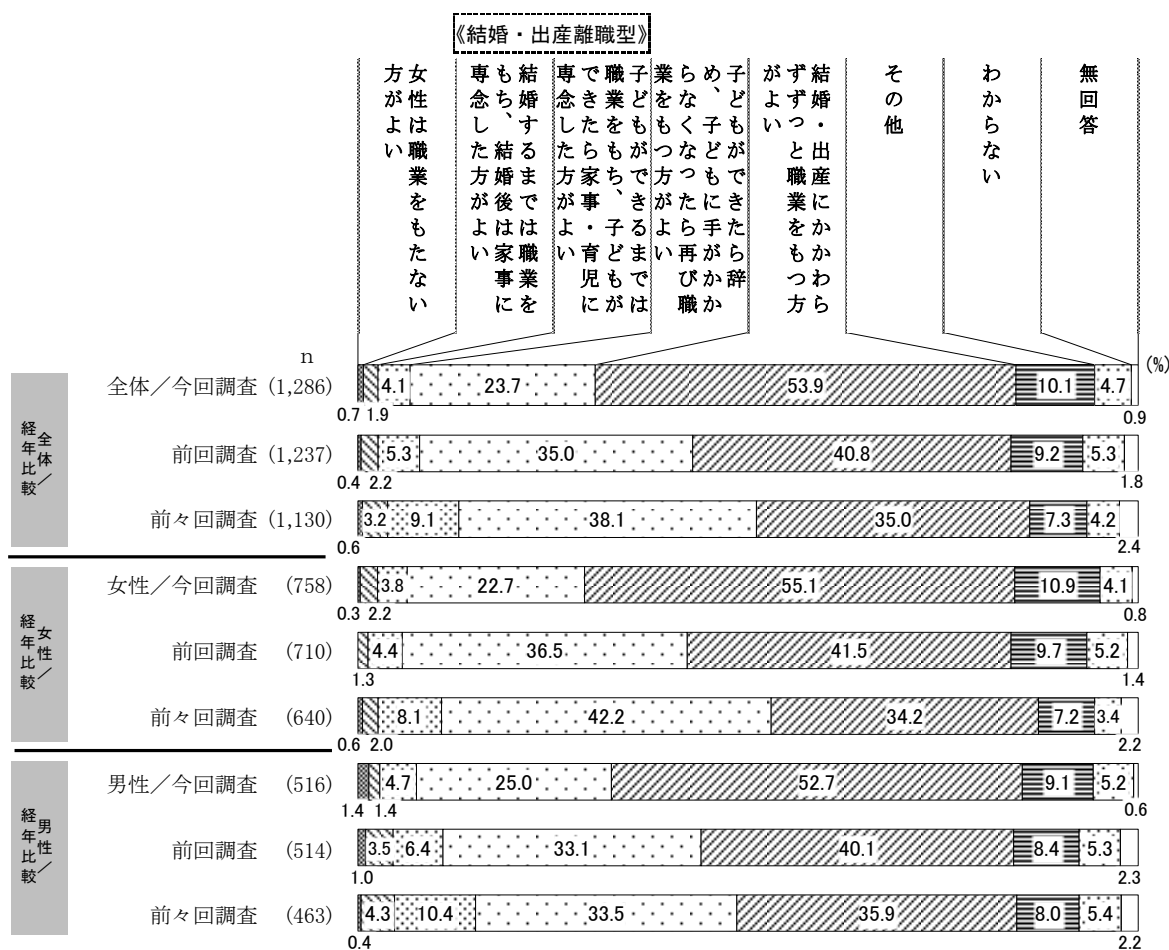 《結婚・出産離職型》
女性は職業をもたない
方がよい
結婚するまでは職業を
もち、結婚後は家事に
専念した方がよい
子どもができるまでは
職業をもち、子どもが
できたら家事・育児に
専念した方がよい
子どもができたら辞
め、子どもに手がかか
らなくなったら再び職
業をもつ方がよい
結婚・出産にかかわら
ずずっと職業をもつ方
がよい
その他
わからない
無回答
n
(%)
全体/
経年比較
全体/今回調査 (1,286)
4.1 23.7 53.9 10.1 4.7
0.7 1.9 0.9
前回調査 (1,237)
5.3 35.0 40.8 9.2 5.3
0.4 2.2 1.8
前々回調査 (1,130)
3.2 9.1 38.1 35.0 7.3 4.2
0.6 2.4
女性/
経年比較
女性/今回調査 (758)
3.8 22.7 55.1 10.9 4.1
0.3 2.2 0.8
前回調査 (710)
4.4 36.5 41.5 9.7 5.2
1.3 1.4
前々回調査 (640)
8.1 42.2 34.2 7.2 3.4
0.6 2.0 2.2
男性/
経年比較
男性/今回調査 (516)
4.7 25.0 52.7 9.1 5.2
1.4 1.4 0.6
前回調査 (514)
3.5 6.4 33.1 40.1 8.4 5.3
1.0 2.3
前々回調査 (463)
4.3 10.4 33.5 35.9 8.0 5.4
0.4 2.2